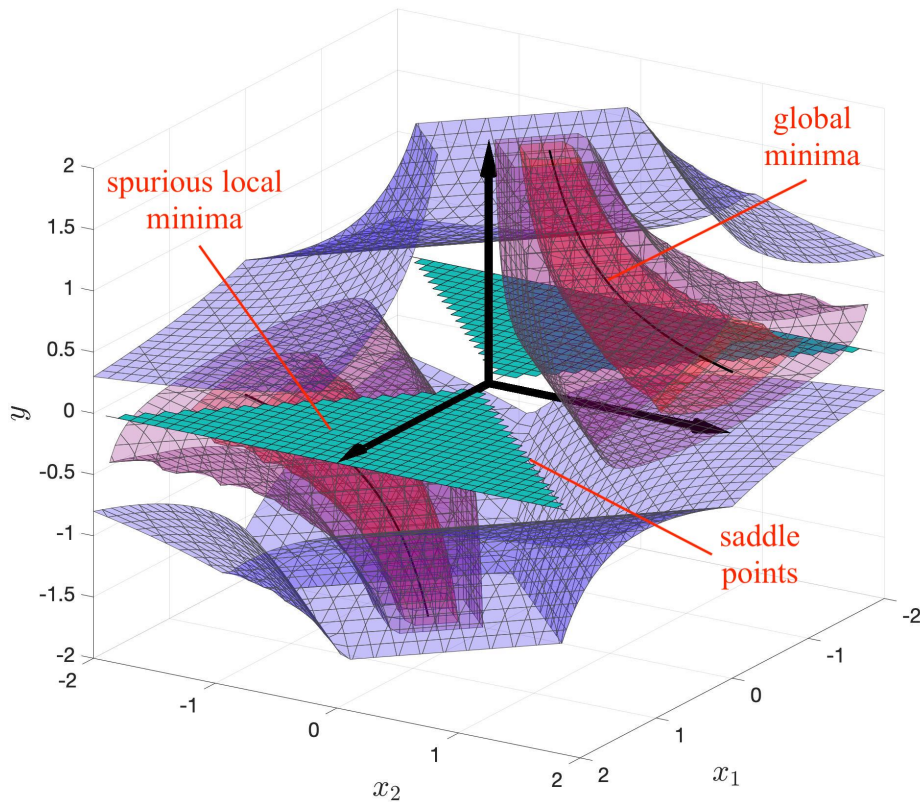 global
minima
spurious local
minima
saddle
points
2
1.5
1
0.5
0
-0.5
-1
-1.5
-2
y
-2
-1
0
1
2
x₂
2
1
0
-1
-2
x₁